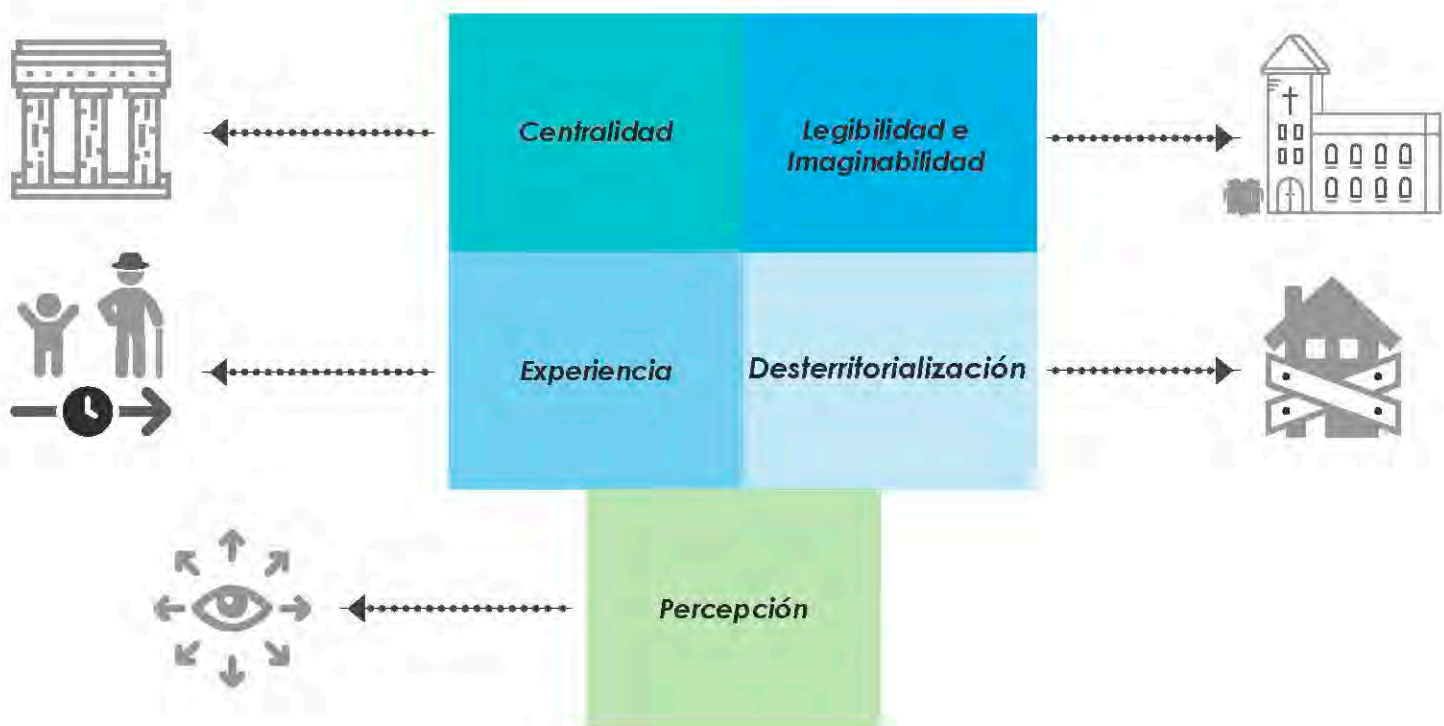 Centralidad
Legibilidad e
Imaginabilidad
Experiencia
Desterritorialización
Percepción